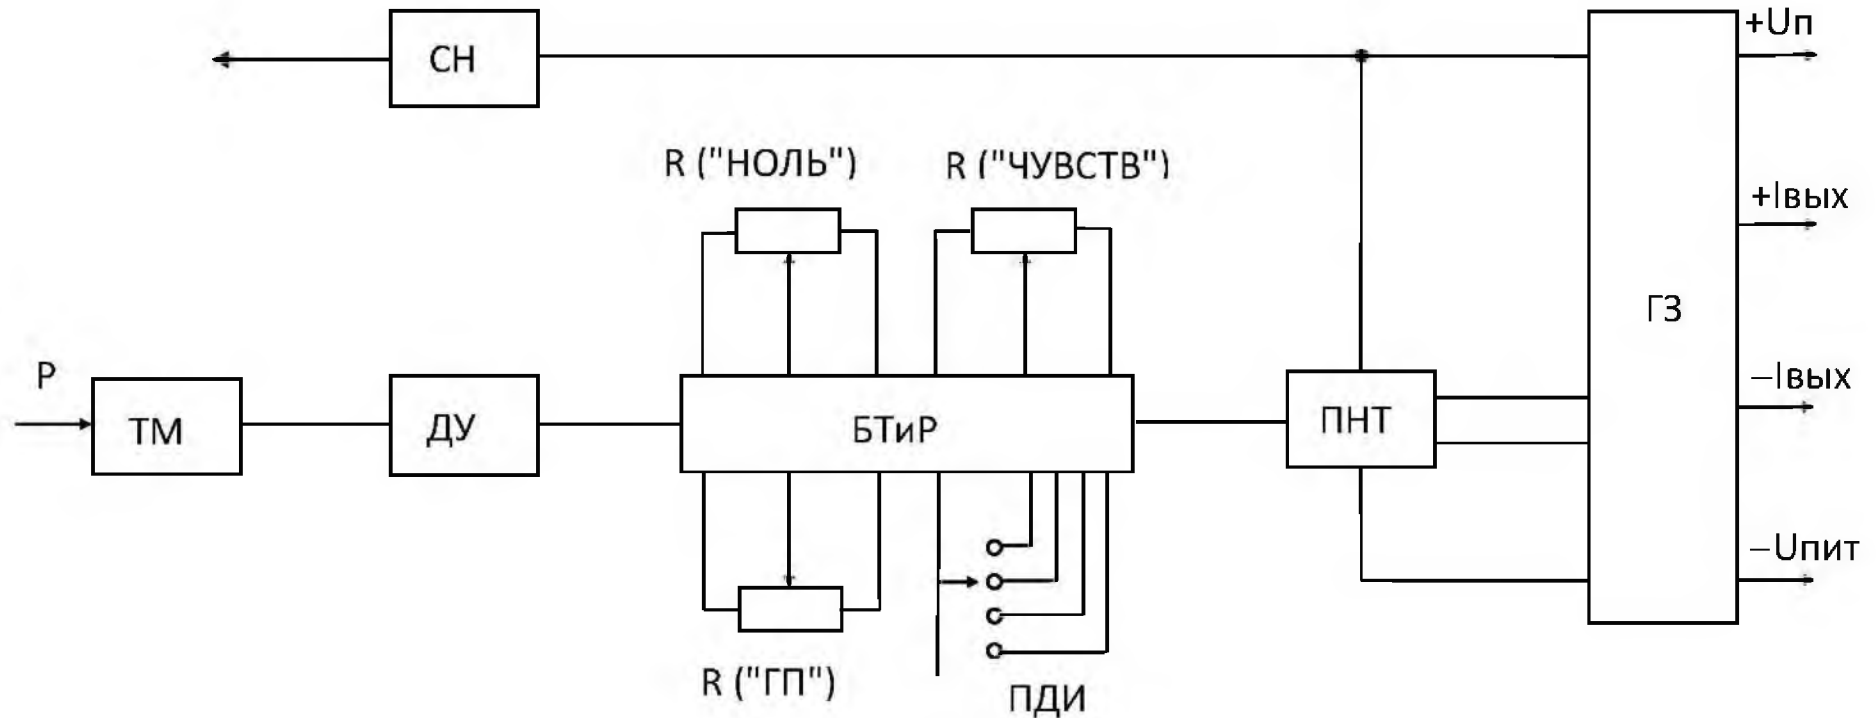 +Uп
СН
R ("НОЛЬ")
R ("ЧУВСТВ")
+Iвых
ГЗ
P
ТМ
ДУ
БТиР
ПНТ
–Iвых
–Uпит
R ("ГП")
ПДИ